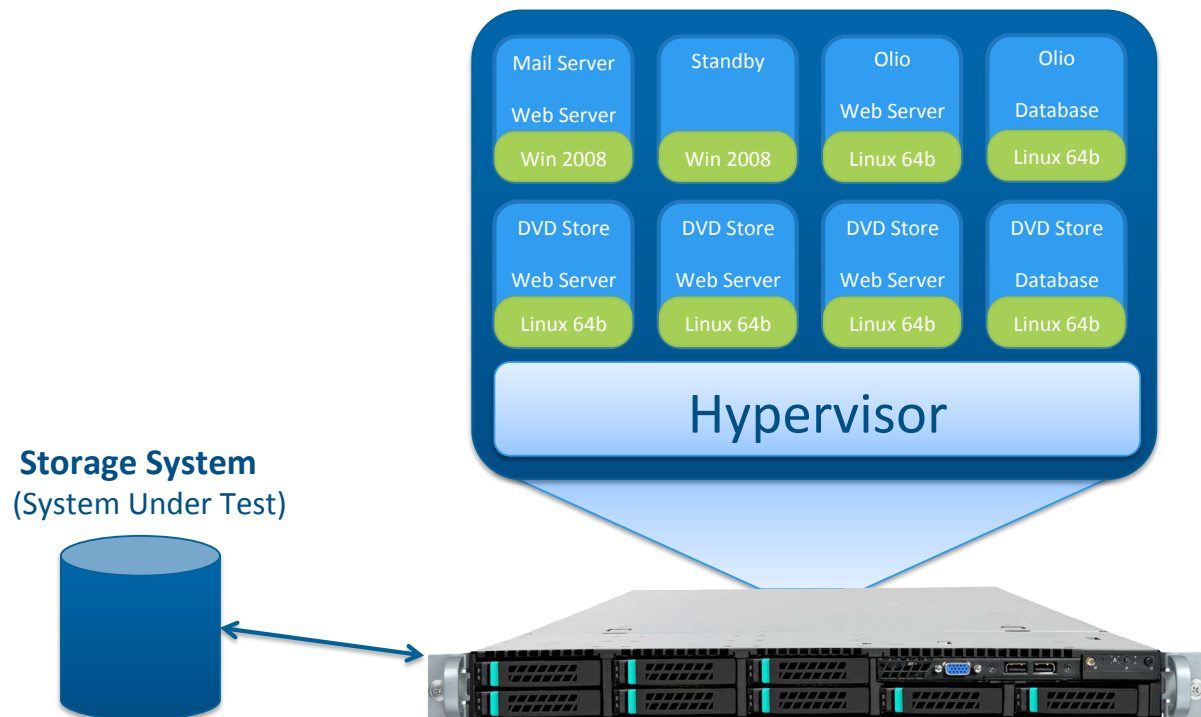 Mail Server
Web Server
Win 2008
Standby
Win 2008
Olio
Web Server
Linux 64b
Olio
Database
Linux 64b
DVD Store
Web Server
Linux 64b
DVD Store
Web Server
Linux 64b
DVD Store
Web Server
Linux 64b
DVD Store
Database
Linux 64b
Hypervisor
Storage System
(System Under Test)